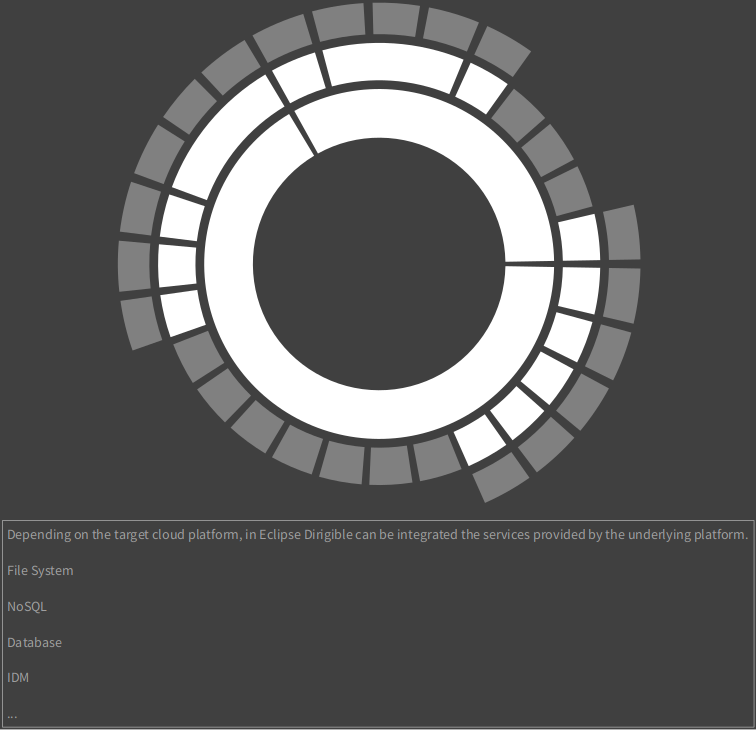 Depending on the target cloud platform, in Eclipse Dirigible can be integrated the services provided by the underlying platform.
File System
NoSQL
Database
IDM
...